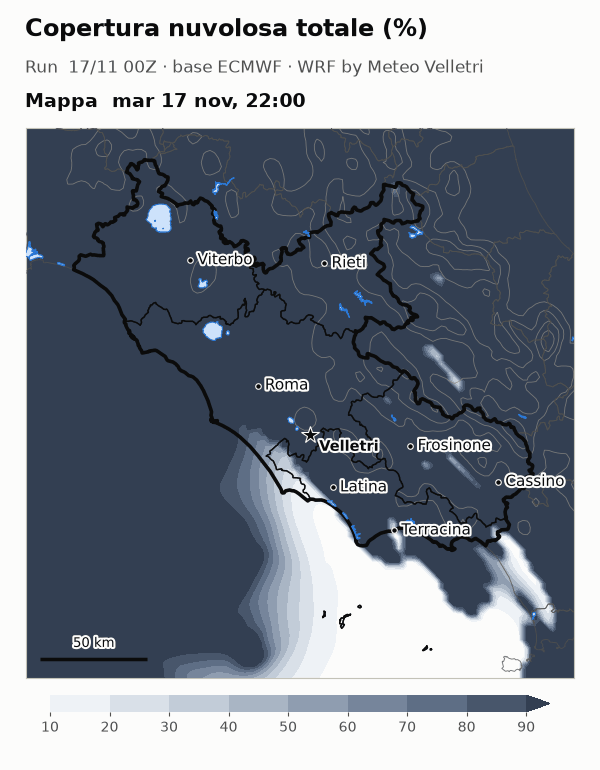 Copertura nuvolosa totale (%)
Run  17/11 00Z · base ECMWF · WRF by Meteo Velletri
Mappa  mar 17 nov, 22:00
Viterbo
Rieti
Roma
Velletri
Frosinone
Cassino
Latina
Terracina
50 km
10 20 30 40 50 60 70 80 90